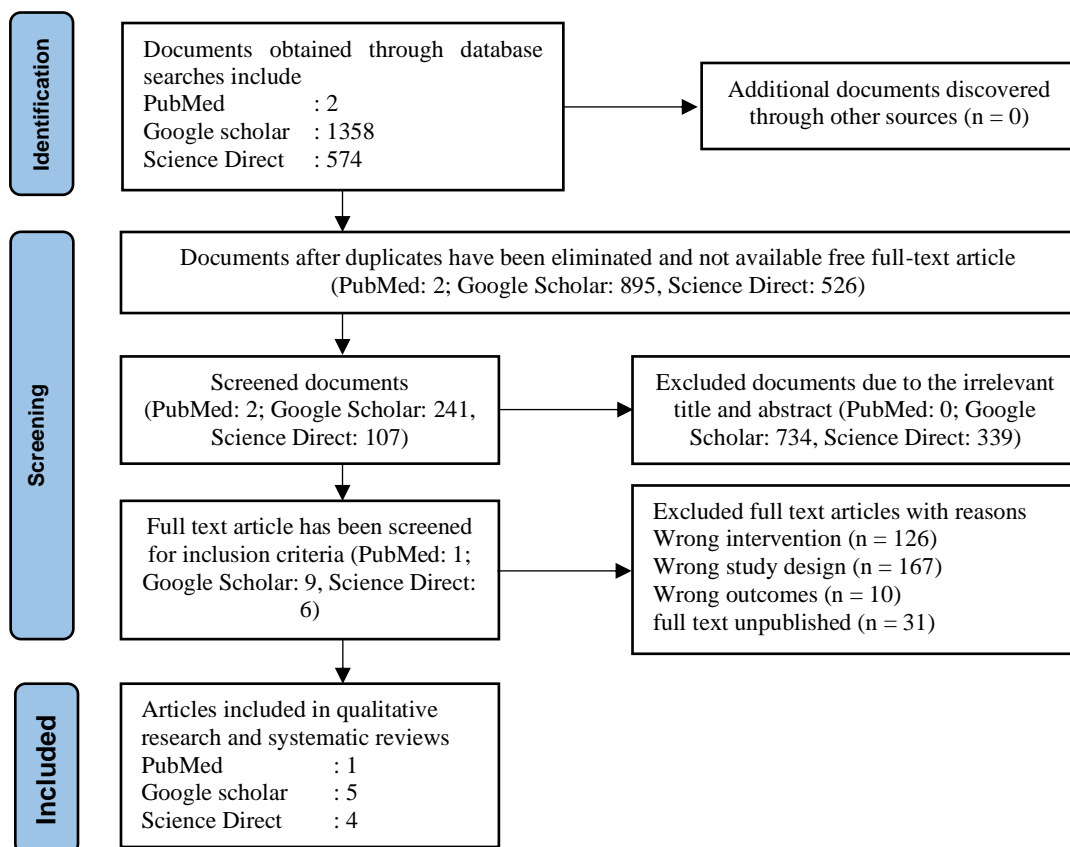 Identification
Documents obtained through database
searches include
PubMed : 2
Google scholar : 1358
Science Direct : 574
Additional documents discovered
through other sources (n = 0)
Screening
Documents after duplicates have been eliminated and not available free full-text article
(PubMed: 2; Google Scholar: 895, Science Direct: 526)
Screened documents
(PubMed: 2; Google Scholar: 241,
Science Direct: 107)
Excluded documents due to the irrelevant
title and abstract (PubMed: 0; Google
Scholar: 734, Science Direct: 339)
Full text article has been screened
for inclusion criteria (PubMed: 1;
Google Scholar: 9, Science Direct:
6)
Excluded full text articles with reasons
Wrong intervention (n = 126)
Wrong study design (n = 167)
Wrong outcomes (n = 10)
full text unpublished (n = 31)
Included
Articles included in qualitative
research and systematic reviews
PubMed : 1
Google scholar : 5
Science Direct : 4